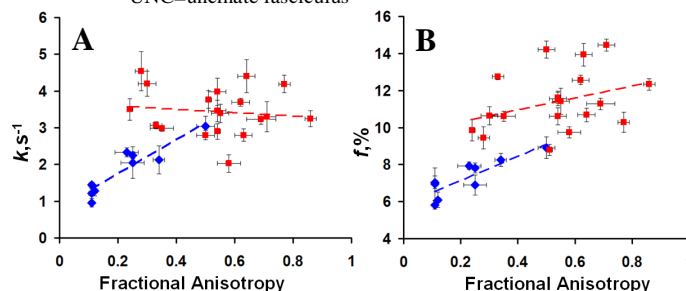 UNC=uncinate fasciculus
A
B
k,s-1
6
5
4
3
2
1
0
0 0.2 0.4 0.6 0.8 1
Fractional Anisotropy
f,%
16
14
12
10
8
6
4
0 0.2 0.4 0.6 0.8
Fractional Anisotropy